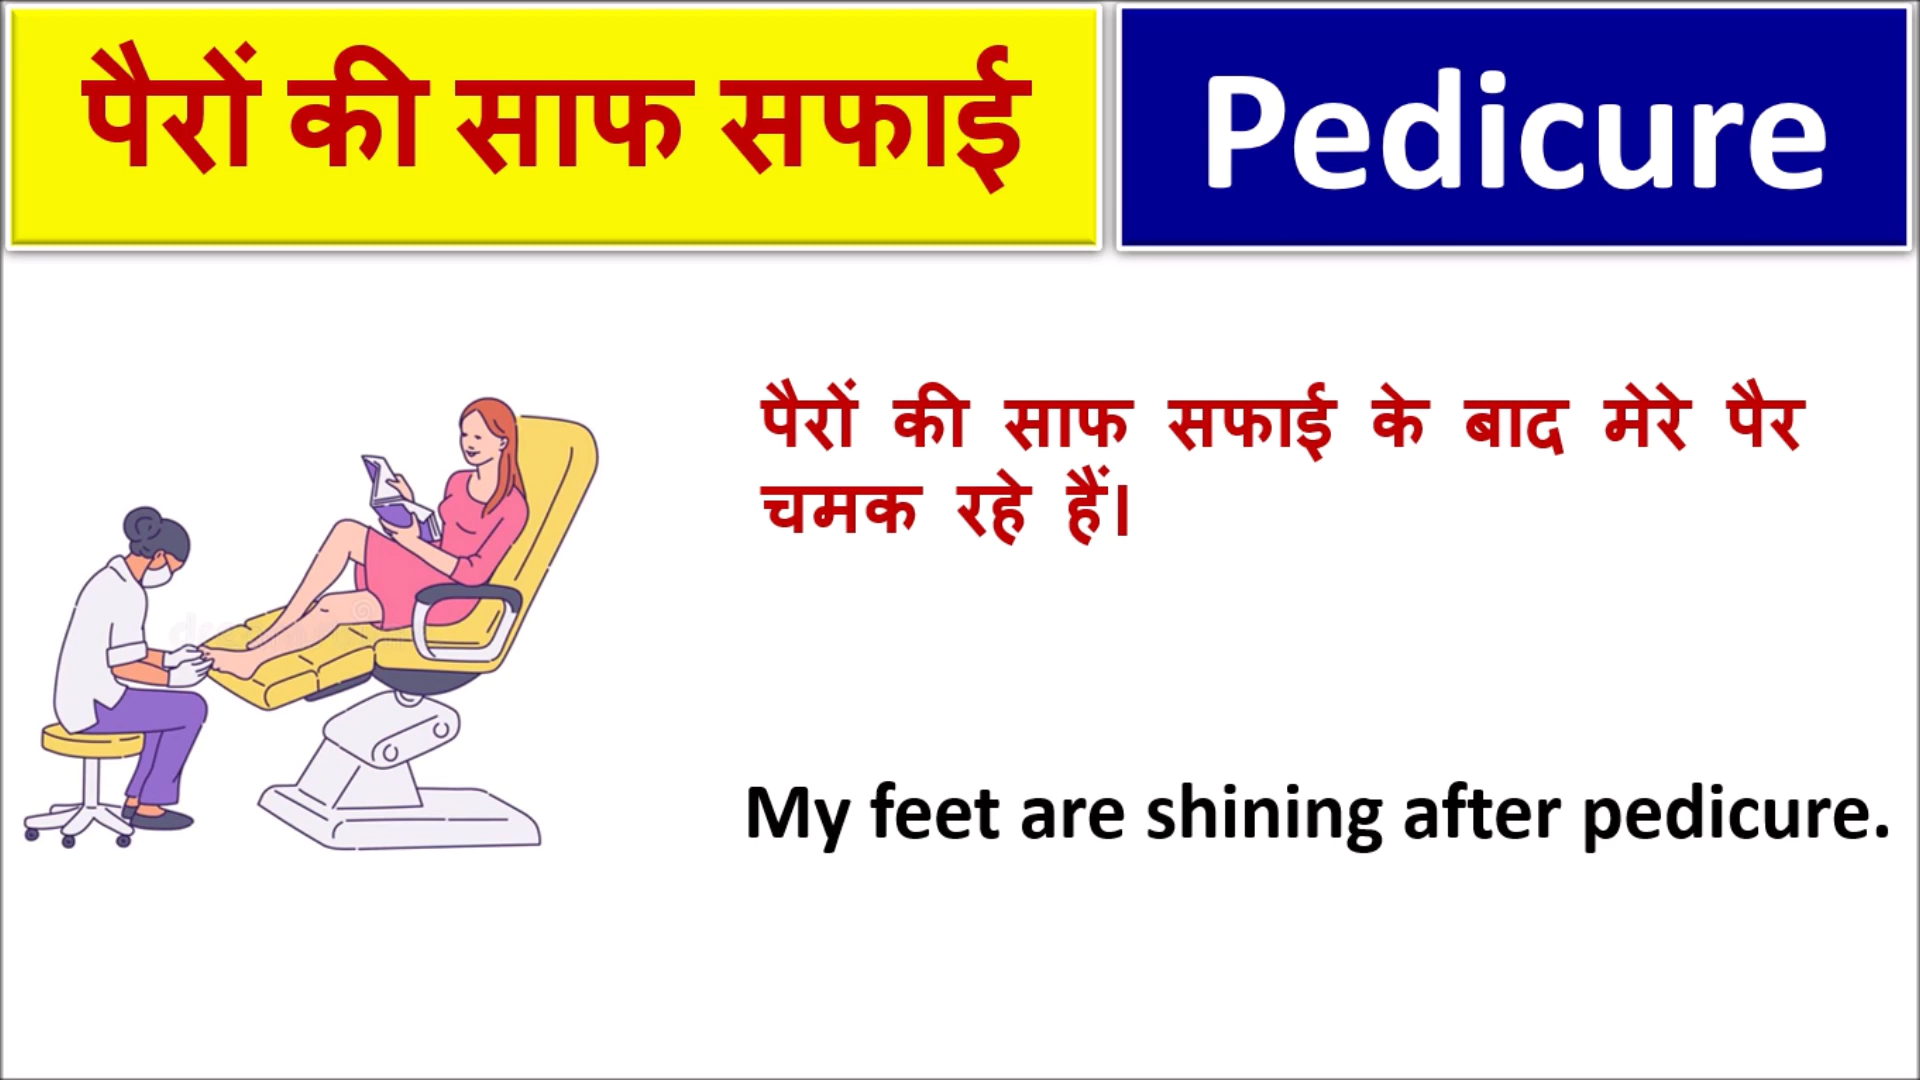 पैरों की साफ सफाई
Pedicure
पैरों की साफ सफाई के बाद मेरे पैर
चमक रहे हैं।
My feet are shining after pedicure.